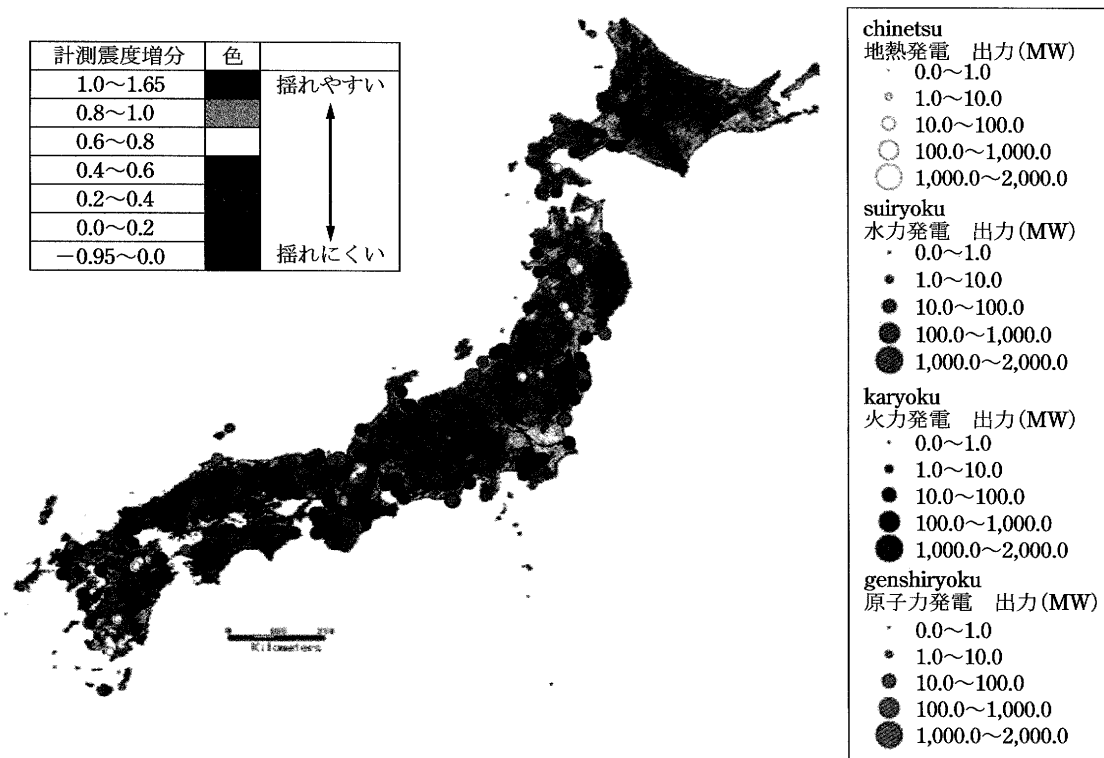 計測震度増分 色
1.0～1.65 揺れやすい
0.8～1.0
0.6～0.8
0.4～0.6
0.2～0.4
0.0～0.2
－0.95～0.0 揺れにくい
Kilometers
chinetsu
地熱発電 出力(MW)
0.0～1.0
1.0～10.0
10.0～100.0
100.0～1,000.0
1,000.0～2,000.0
suiryoku
水力発電 出力(MW)
0.0～1.0
1.0～10.0
10.0～100.0
100.0～1,000.0
1,000.0～2,000.0
karyoku
火力発電 出力(MW)
0.0～1.0
1.0～10.0
10.0～100.0
100.0～1,000.0
1,000.0～2,000.0
genshiryoku
原子力発電 出力(MW)
0.0～1.0
1.0～10.0
10.0～100.0
100.0～1,000.0
1,000.0～2,000.0